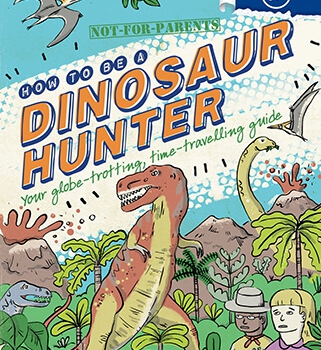 NOT-FOR-PARENTS
HOW TO BE A
DINOSAUR
HUNTER
Your globe-trotting, time-travelling guide